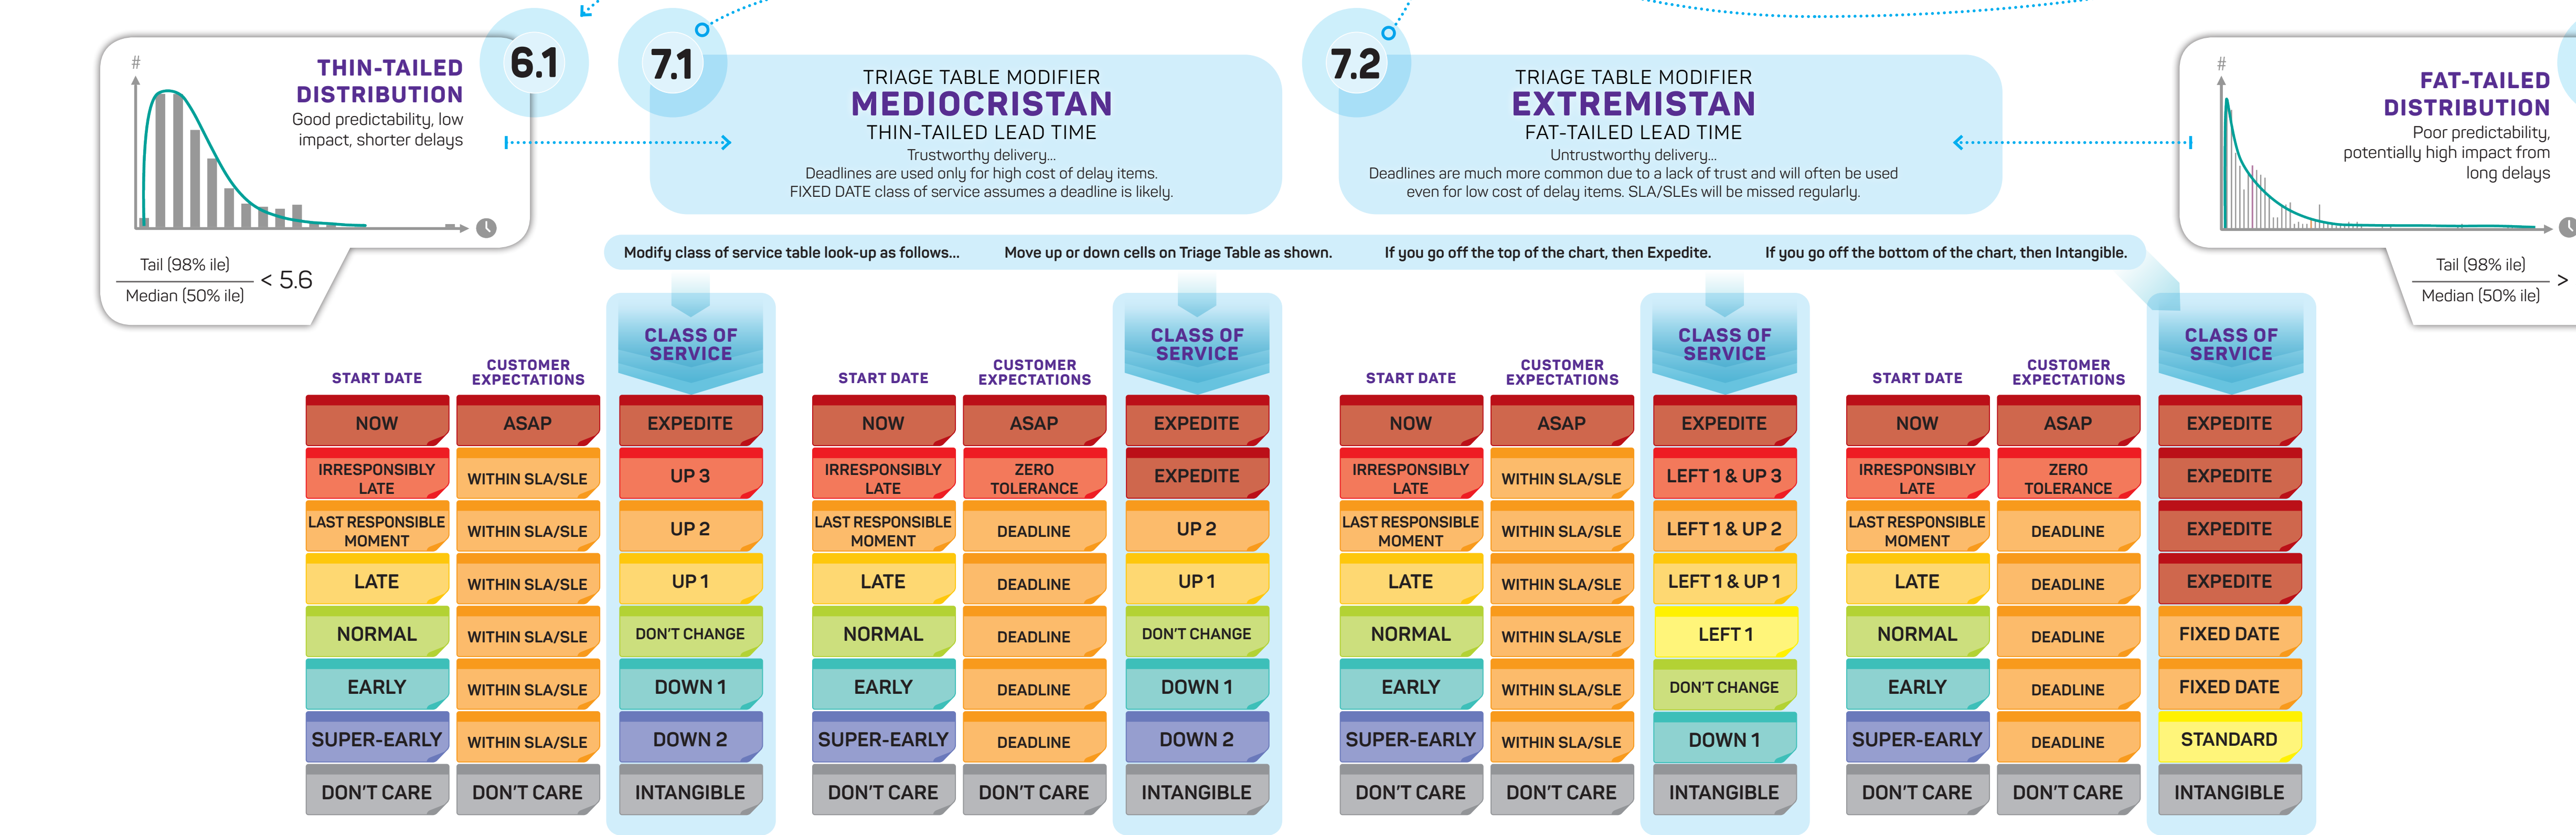 #
THIN-TAILED
DISTRIBUTION
Good predictability, low
impact, shorter delays
6.1
Tail (98% ile)
Median (50% ile)
< 5.6
7.1
TRIAGE TABLE MODIFIER
MEDIOCRISTAN
THIN-TAILED LEAD TIME
Trustworthy delivery...
Deadlines are used only for high cost of delay items.
FIXED DATE class of service assumes a deadline is likely.
7.2
TRIAGE TABLE MODIFIER
EXTREMISTAN
FAT-TAILED LEAD TIME
Untrustworthy delivery...
Deadlines are much more common due to a lack of trust and will often be used
even for low cost of delay items. SLA/SLEs will be missed regularly.
#
FAT-TAILED
DISTRIBUTION
Poor predictability,
potentially high impact from
long delays
Tail (98% ile)
Median (50% ile)
>
Modify class of service table look-up as follows... Move up or down cells on Triage Table as shown. If you go off the top of the chart, then Expedite. If you go off the bottom of the chart, then Intangible.
START DATE
CUSTOMER
EXPECTATIONS
CLASS OF
SERVICE
NOW ASAP EXPEDITE
IRRESPONSIBLY
LATE
WITHIN SLA/SLE
UP 3
LAST RESPONSIBLE
MOMENT
WITHIN SLA/SLE
UP 2
LATE WITHIN SLA/SLE UP 1
NORMAL WITHIN SLA/SLE DON'T CHANGE
EARLY WITHIN SLA/SLE DOWN 1
SUPER-EARLY WITHIN SLA/SLE DOWN 2
DON'T CARE DON'T CARE INTANGIBLE
START DATE
CUSTOMER
EXPECTATIONS
CLASS OF
SERVICE
NOW ASAP EXPEDITE
IRRESPONSIBLY
LATE
ZERO
TOLERANCE
EXPEDITE
LAST RESPONSIBLE
MOMENT
DEADLINE
UP 2
LATE DEADLINE UP 1
NORMAL DEADLINE DON'T CHANGE
EARLY DEADLINE DOWN 1
SUPER-EARLY DEADLINE DOWN 2
DON'T CARE DON'T CARE INTANGIBLE
START DATE
CUSTOMER
EXPECTATIONS
CLASS OF
SERVICE
NOW ASAP EXPEDITE
IRRESPONSIBLY
LATE
WITHIN SLA/SLE
LEFT 1 & UP 3
LAST RESPONSIBLE
MOMENT
WITHIN SLA/SLE
LEFT 1 & UP 2
LATE WITHIN SLA/SLE LEFT 1 & UP 1
NORMAL WITHIN SLA/SLE LEFT 1
EARLY WITHIN SLA/SLE DON'T CHANGE
SUPER-EARLY WITHIN SLA/SLE DOWN 1
DON'T CARE DON'T CARE INTANGIBLE
START DATE
CUSTOMER
EXPECTATIONS
CLASS OF
SERVICE
NOW ASAP EXPEDITE
IRRESPONSIBLY
LATE
ZERO
TOLERANCE
EXPEDITE
LAST RESPONSIBLE
MOMENT
DEADLINE
EXPEDITE
LATE DEADLINE EXPEDITE
NORMAL DEADLINE FIXED DATE
EARLY DEADLINE FIXED DATE
SUPER-EARLY DEADLINE STANDARD
DON'T CARE DON'T CARE INTANGIBLE